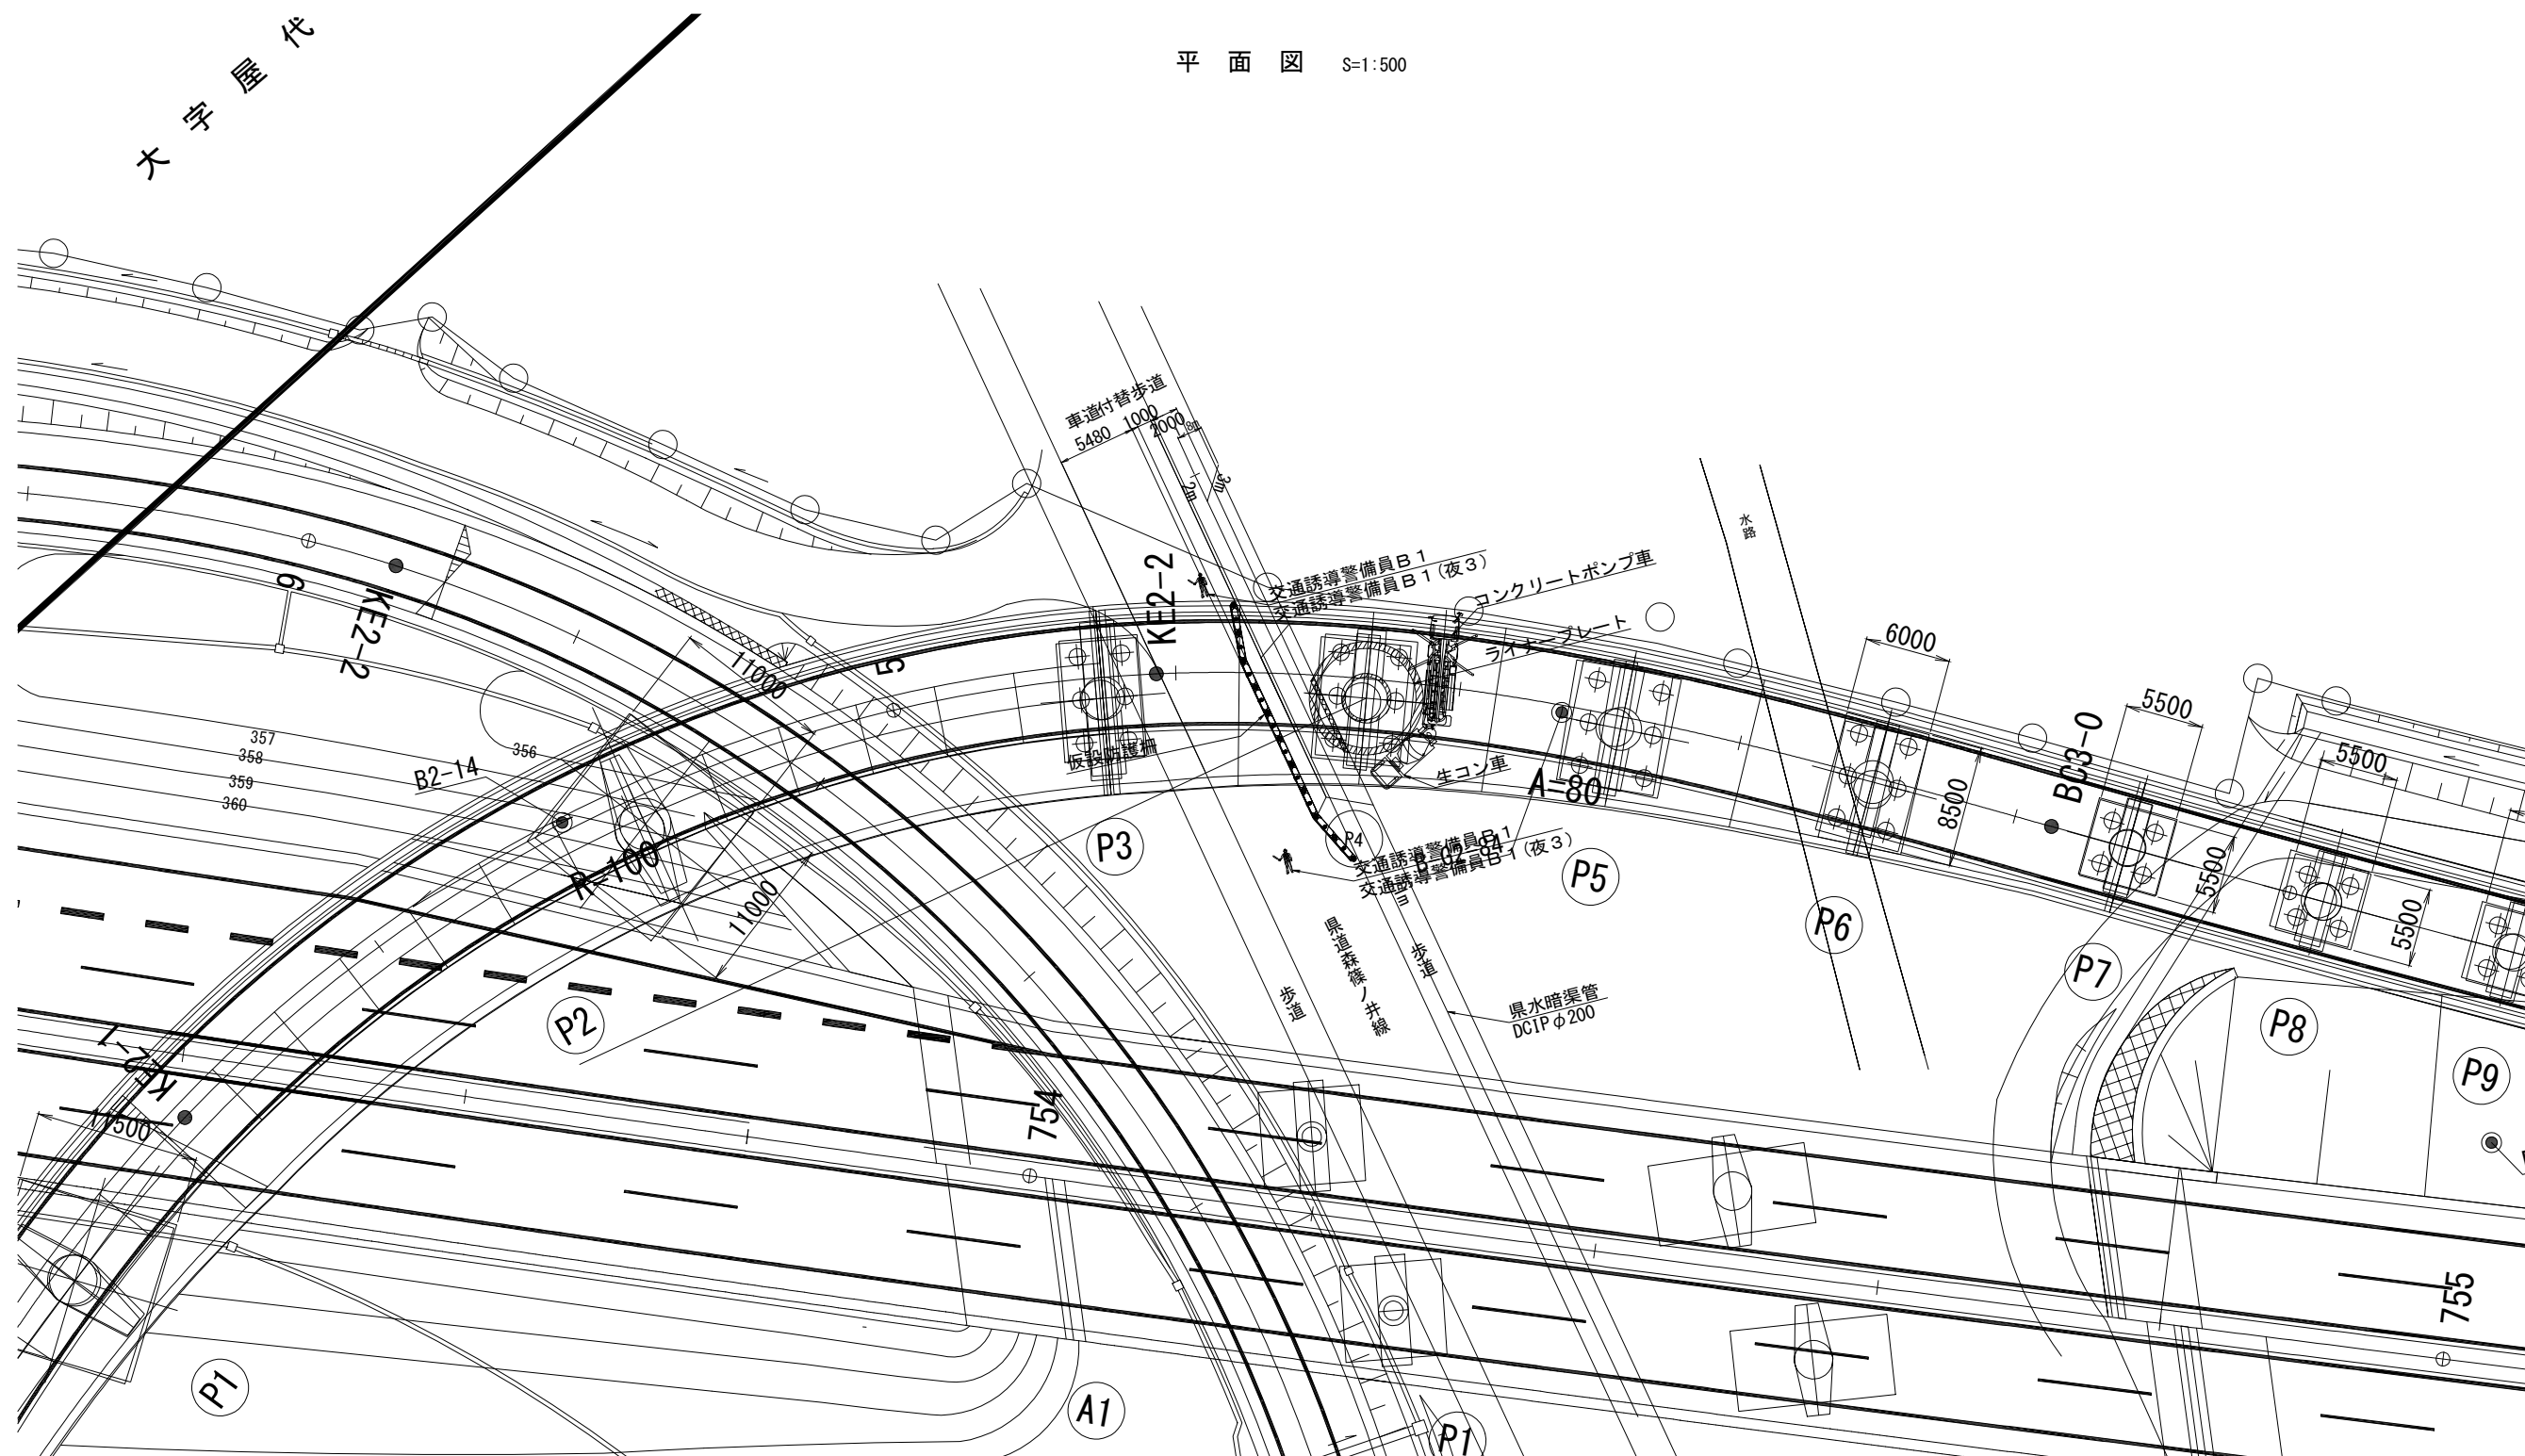 平面図 S=1:500
大字屋代
車道付替歩道
5480
1000
2000
2m
3m
KE2-2
交通誘導警備員B1
交通誘導警備員B1(夜3)
コンクリートポンプ車
ライナープレート
水路
6000
5500
BC3-0
5500
6
KE2-2
11000
5
357
358
359
360
356
B2-14
仮設防護柵
生コン車
A=80
8500
5500
5500
R=100
11000
P3
P4
交通誘導警備員B1
交通誘導警備員B1(夜3)
P5
P6
P7
P8
P9
P2
歩道
県道森篠ノ井線
歩道
県水暗渠管
DCIPφ200
754
755
P1
A1
P1